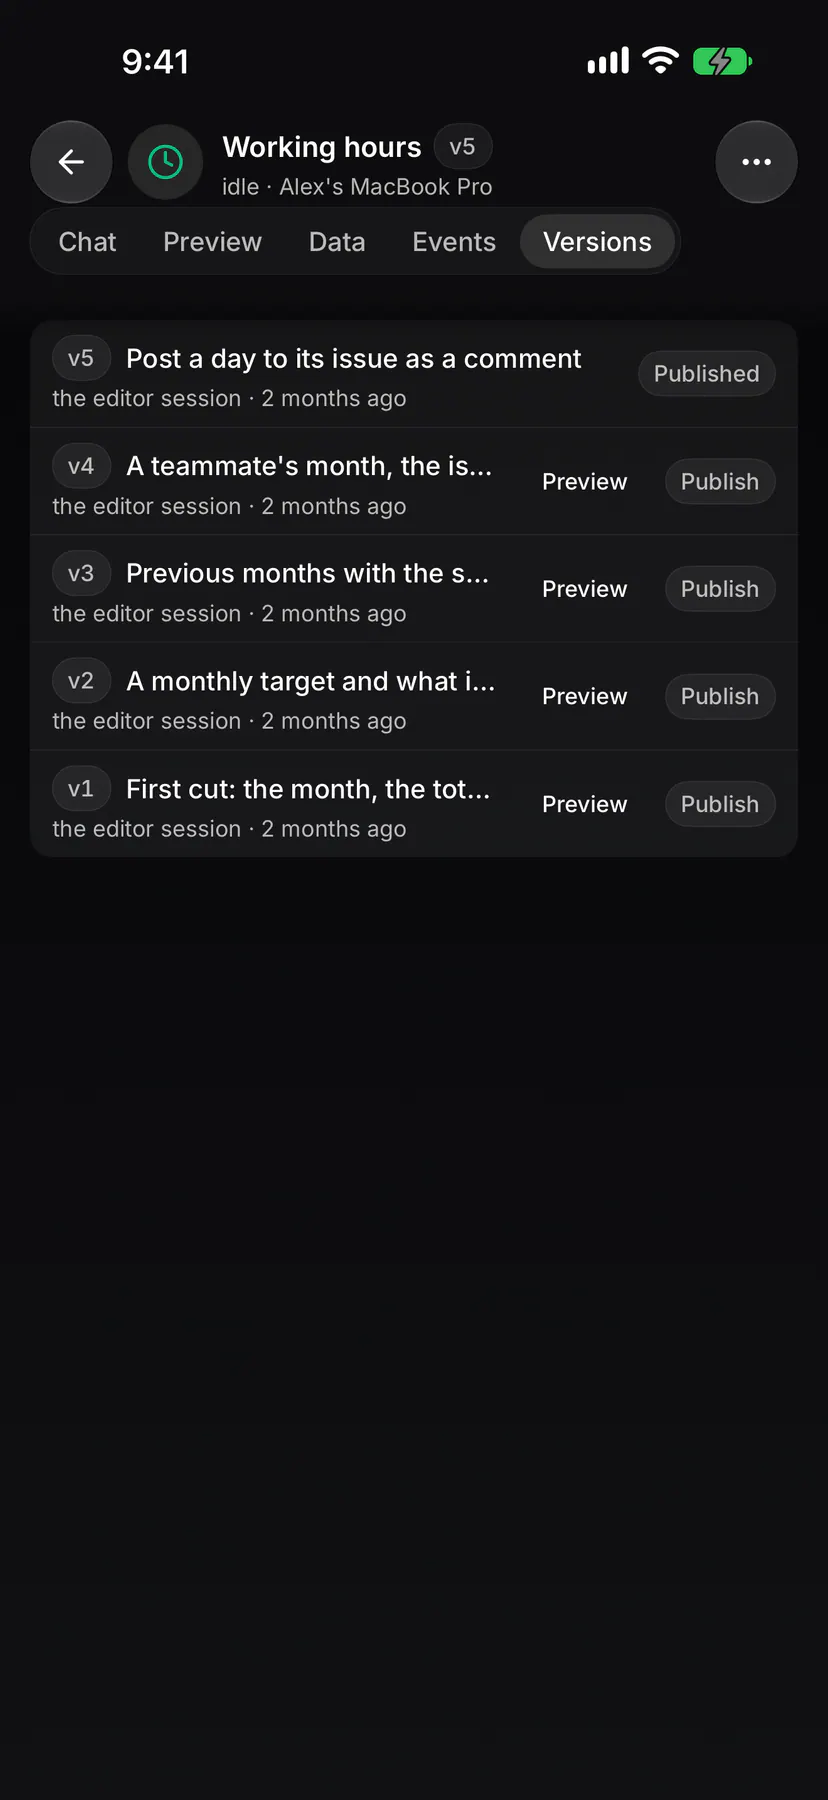 9:41
Working hours v5
idle · Alex's MacBook Pro
Chat Preview Data Events Versions
v5 Post a day to its issue as a comment
the editor session · 2 months ago
Published
v4 A teammate's month, the is...
the editor session · 2 months ago
Preview Publish
v3 Previous months with the s...
the editor session · 2 months ago
Preview Publish
v2 A monthly target and what i...
the editor session · 2 months ago
Preview Publish
v1 First cut: the month, the tot...
the editor session · 2 months ago
Preview Publish